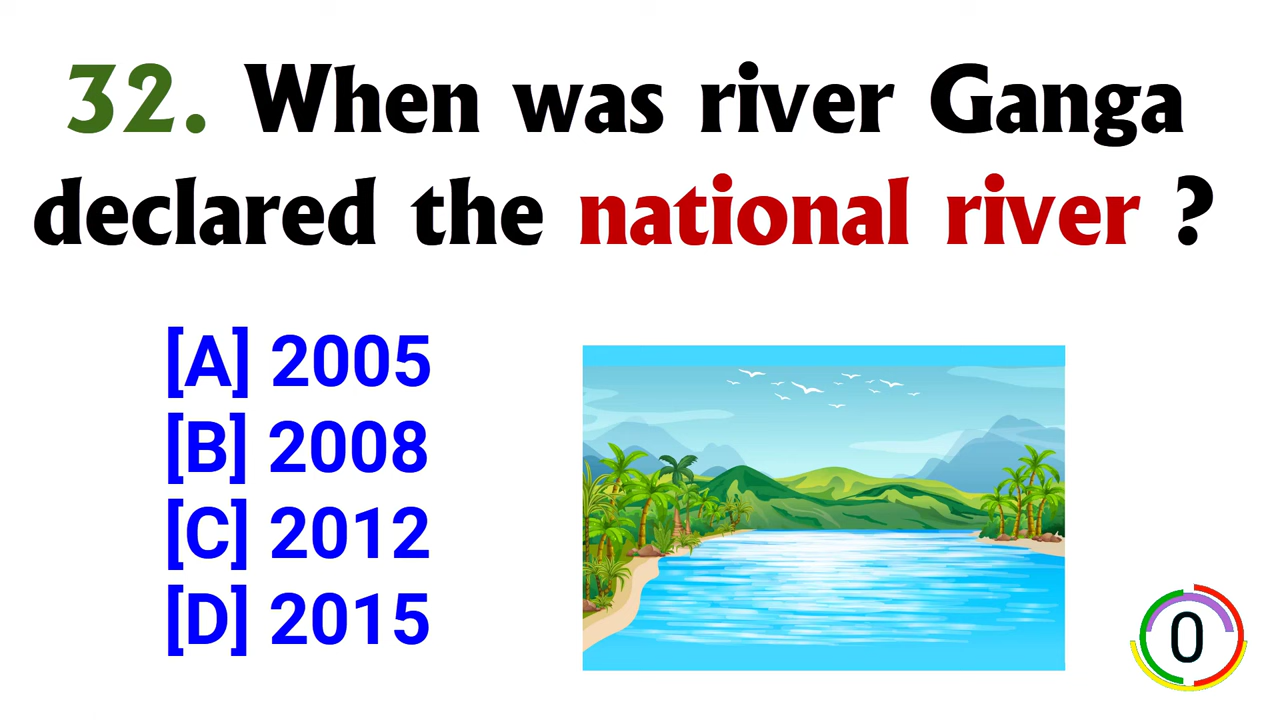 32. When was river Ganga
declared the national river ?
[A] 2005
[B] 2008
[C] 2012
[D] 2015
0